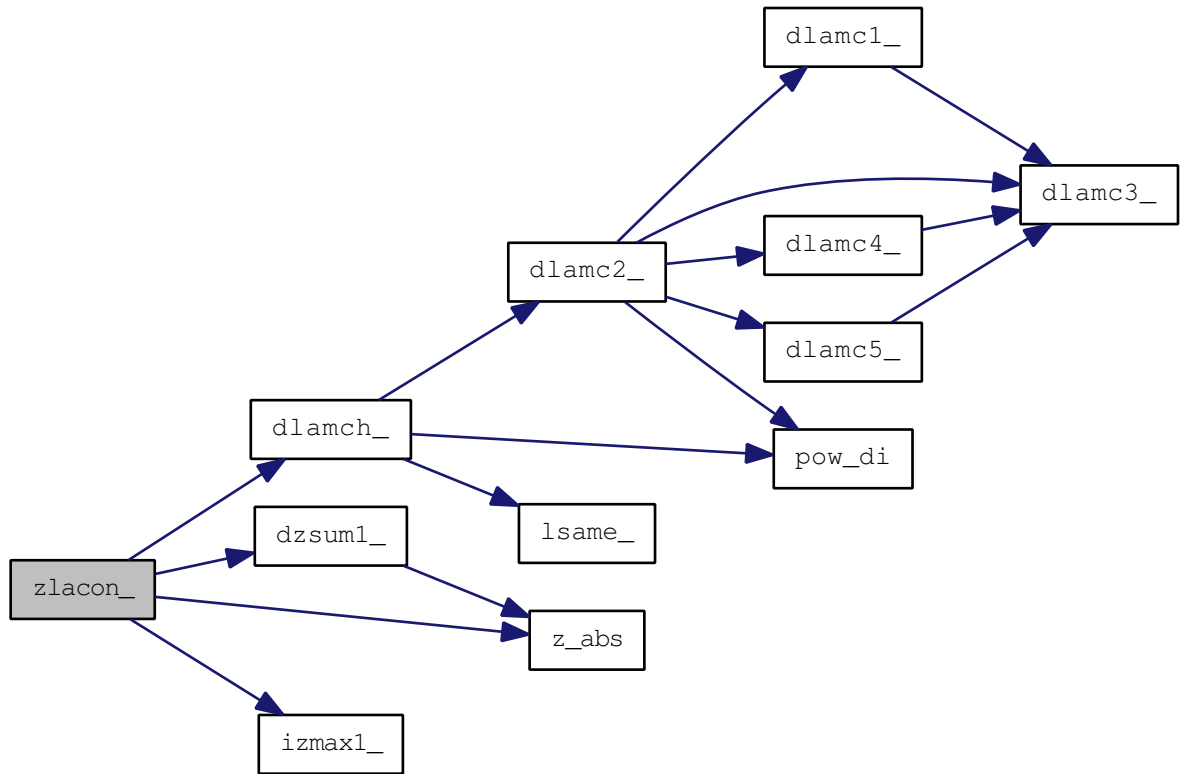 dlamc1_
dlamc3_
dlamc4_
dlamc2_
dlamc5_
dlamch_
pow_di
dzsum1_
lsame_
zlacon_
z_abs
izmax1_